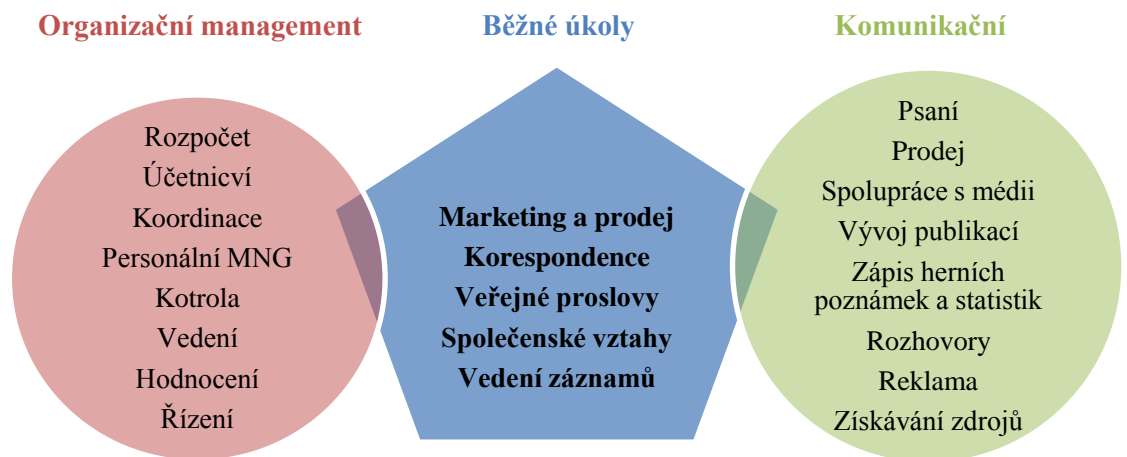 Organizační management
Rozpočet
Účetnicví
Koordinace
Personální MNG
Kotrola
Vedení
Hodnocení
Řízení
Běžné úkoly
Marketing a prodej
Korespondence
Veřejné proslovy
Společenské vztahy
Vedení záznamů
Komunikační
Psaní
Prodej
Spolupráce s médii
Vývoj publikací
Zápis herních
poznámek a statistik
Rozhovory
Reklama
Získávání zdrojů